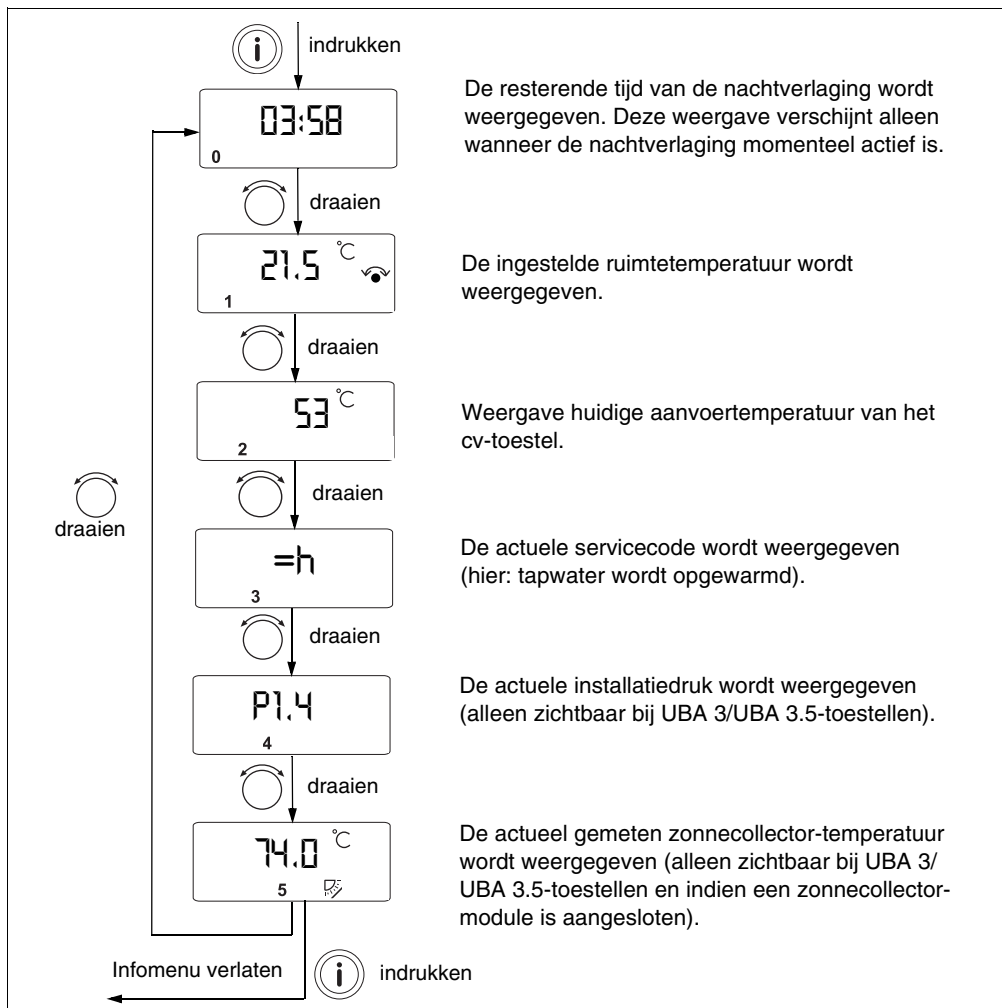 i indrukken
03:58
0
De resterende tijd van de nachtverlaging wordt
weergegeven. Deze weergave verschijnt alleen
wanneer de nachtverlaging momenteel actief is.
draaien
21.5 °C
1
De ingestelde ruimtetemperatuur wordt
weergegeven.
draaien
53 °C
2
Weergave huidige aanvoertemperatuur van het
cv-toestel.
draaien
draaien
=h
3
De actuele servicecode wordt weergegeven
(hier: tapwater wordt opgewarmd).
draaien
P1.4
4
De actuele installatiedruk wordt weergegeven
(alleen zichtbaar bij UBA 3/UBA 3.5-toestellen).
draaien
74.0 °C
5
De actueel gemeten zonnecollector-temperatuur
wordt weergegeven (alleen zichtbaar bij UBA 3/
UBA 3.5-toestellen en indien een zonnecollector-
module is aangesloten).
Infomenu verlaten
i indrukken